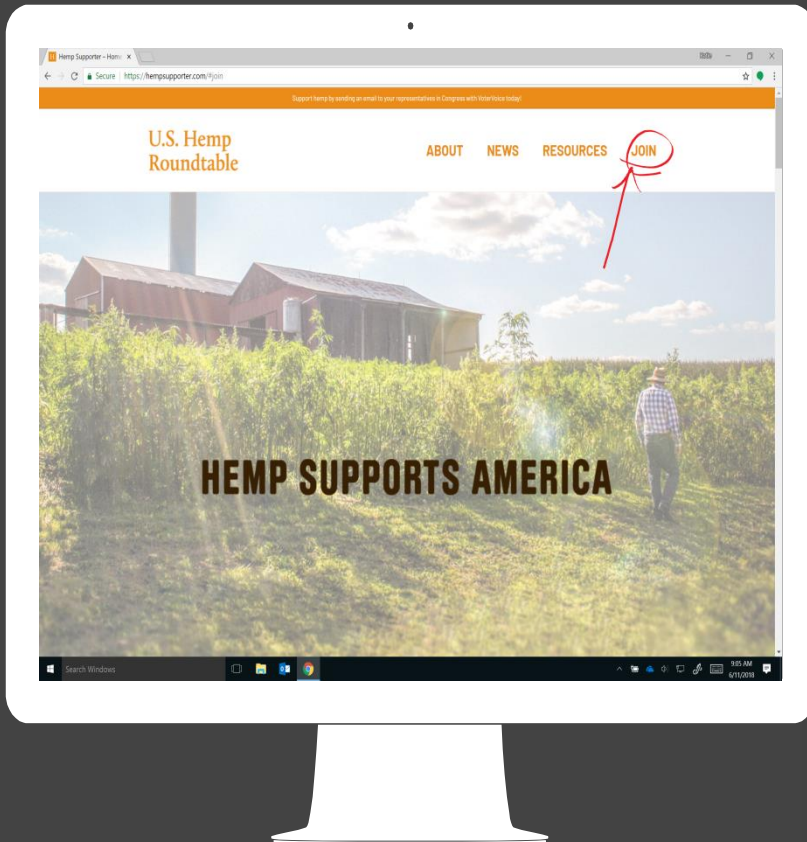 Hemp Supporter – Hom
Secure | https://hempsupporter.com/#join
Support hemp by sending an email to your representatives in Congress with VoterVoice today!
U.S. Hemp
Roundtable
ABOUT NEWS RESOURCES JOIN
HEMP SUPPORTS AMERICA
Search Windows
9:05 AM
6/11/2018